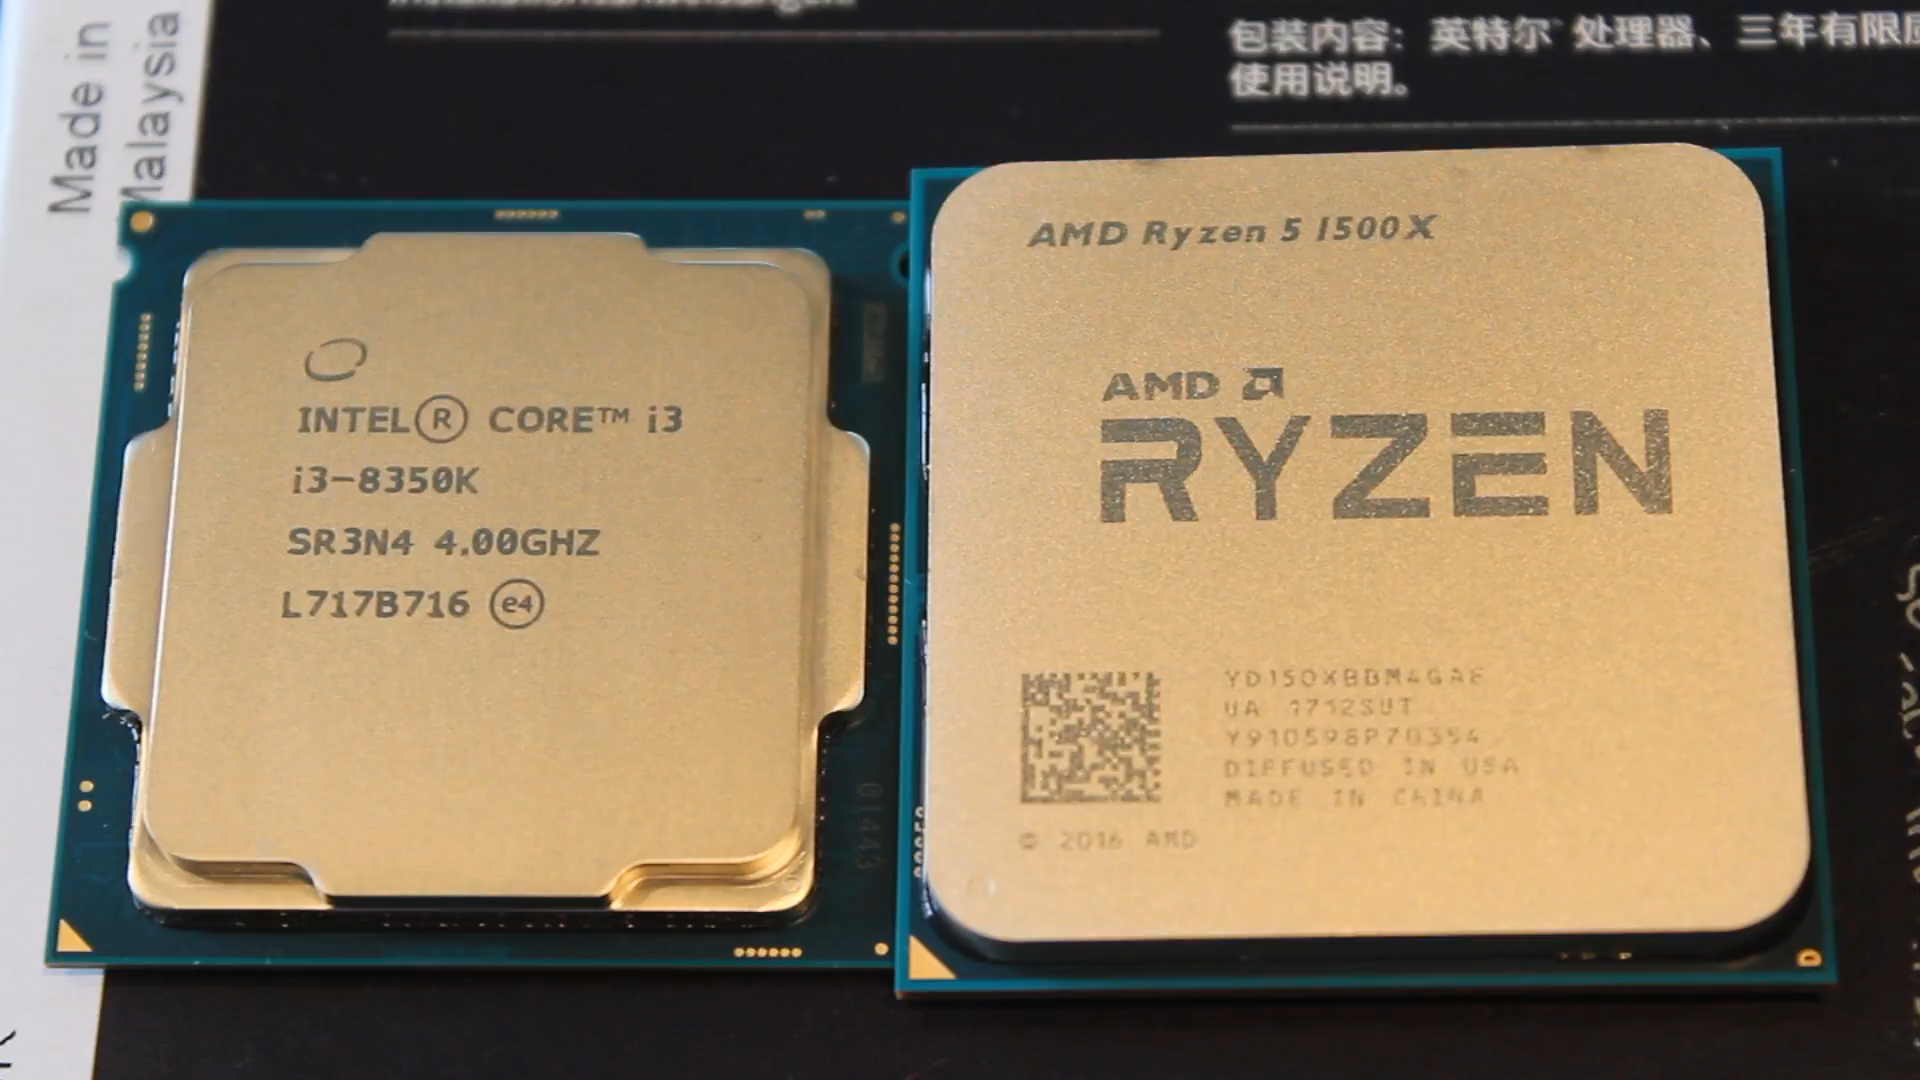 Made in
Malaysia
包装内容：英特尔® 处理器、三年有限质
使用说明。
INTEL® CORE™ i3
i3-8350K
SR3N4 4.00GHZ
L717B716 e4
01443
AMD Ryzen 5 1500X
AMD
RYZEN
YD150XBBM4GAE
UA 1712SUT
Y910598P70354
DIFFUSED IN USA
MADE IN CHINA
© 2016 AMD